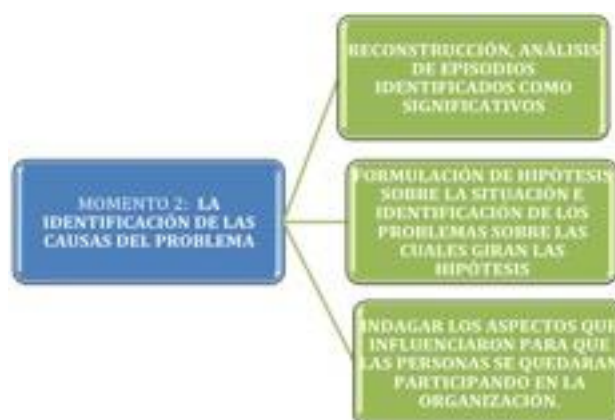 RECONSTRUCCIÓN, ANÁLISIS
DE EPISODIOS
IDENTIFICADOS COMO
SIGNIFICATIVOS
MOMENTO 2: LA
IDENTIFICACIÓN DE LAS
CAUSAS DEL PROBLEMA
FORMULACIÓN DE HIPÓTESIS
SOBRE LA SITUACIÓN E
IDENTIFICACIÓN DE LOS
PROBLEMAS SOBRE LAS
CUALES GIRAN LAS
HIPÓTESIS
INDAGAR LOS ASPECTOS QUE
INFLUENCIARON PARA QUE
LAS PERSONAS SE QUEDARAN
PARTICIPANDO EN LA
ORGANIZACIÓN.